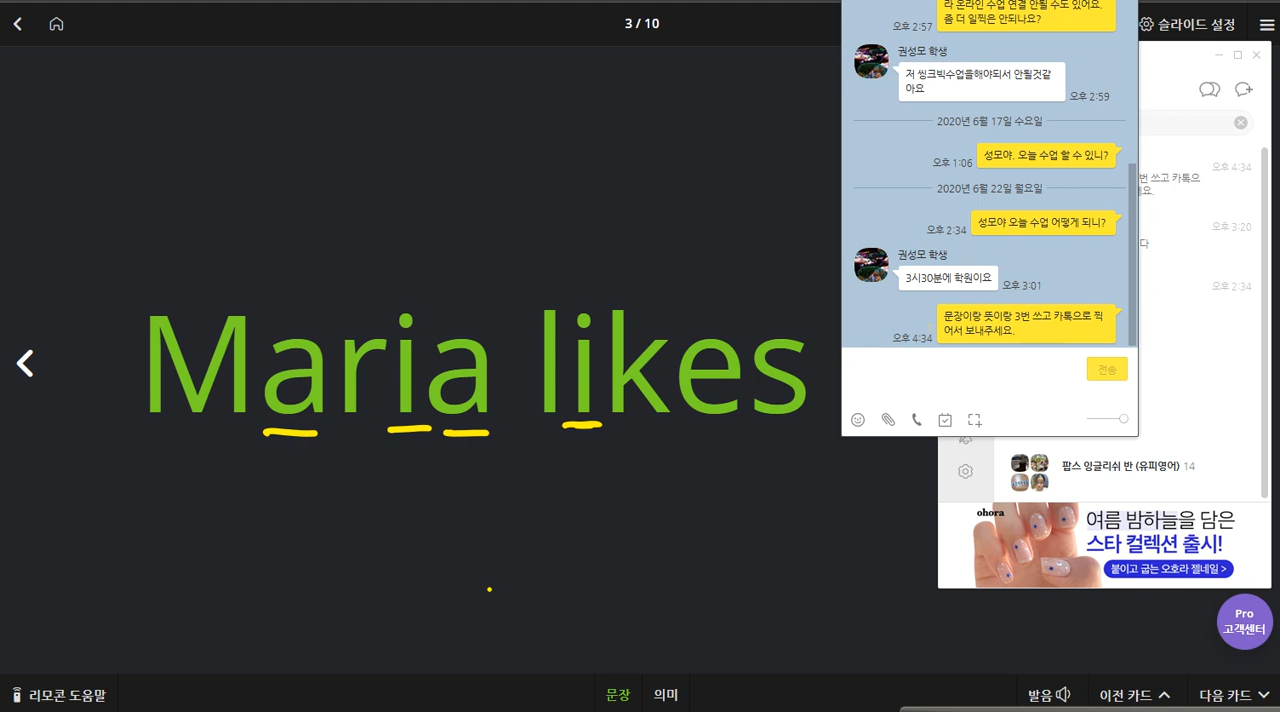 3 / 10
슬라이드 설정
Maria likes
라 온라인 수업 연결 안될 수도 있어요.
좀 더 일찍은 안되나요?
오후 2:57
권성모 학생
저 씽크빅수업을해야되서 안될것같
아요
오후 2:59
2020년 6월 17일 수요일
성모야. 오늘 수업 할 수 있니?
오후 1:06
2020년 6월 22일 월요일
성모야 오늘 수업 어떻게 되니?
오후 2:34
권성모 학생
3시30분에 학원이요
오후 3:01
문장이랑 뜻이랑 3번 쓰고 카톡으로 찍
어서 보내주세요.
오후 4:34
전송
오후 4:34
번 쓰고 카톡으
요.
오후 3:20
다
오후 2:34
팝스 잉글리쉬 반 (유피영어) 14
ohora
여름 밤하늘을 담은
스타 컬렉션 출시!
붙이고 굽는 오호라 젤네일 >
Pro
고객센터
리모콘 도움말
문장
의미
발음
이전 카드
다음 카드